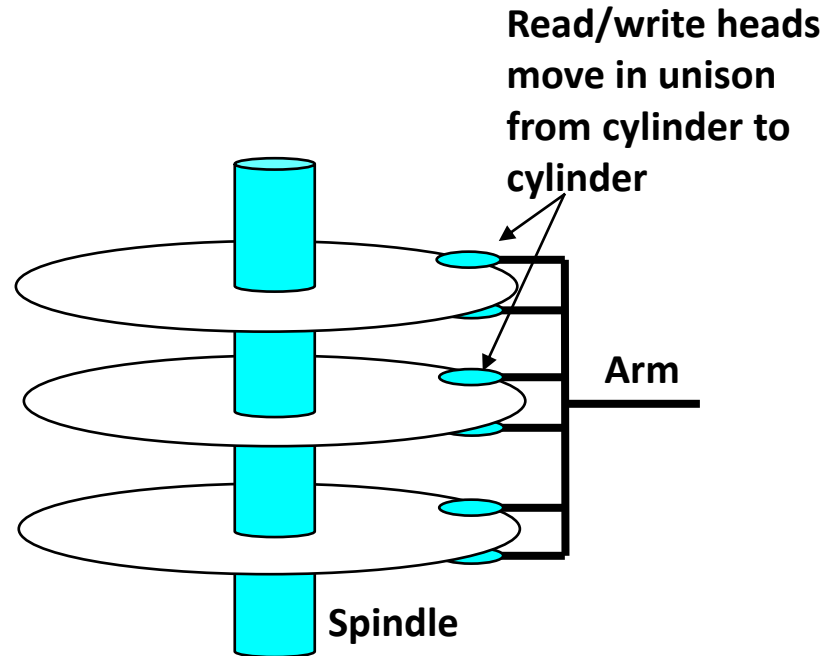 Read/write heads
move in unison
from cylinder to
cylinder
Arm
Spindle